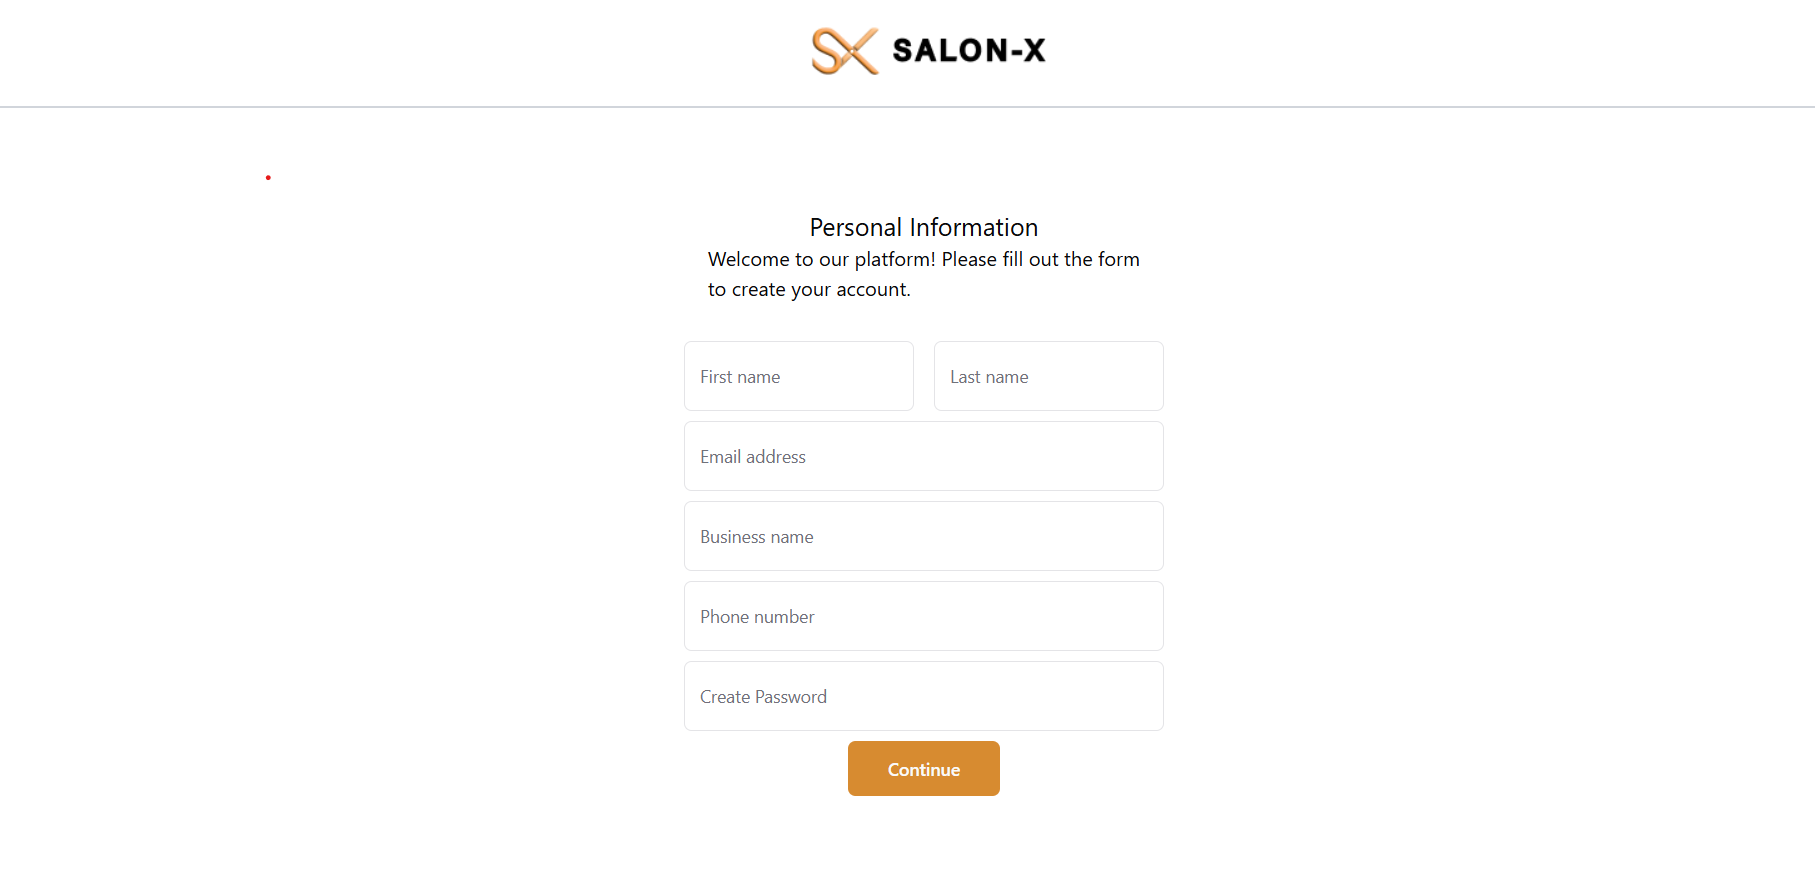 SX SALON-X
Personal Information
Welcome to our platform! Please fill out the form
to create your account.
First name
Last name
Email address
Business name
Phone number
Create Password
Continue